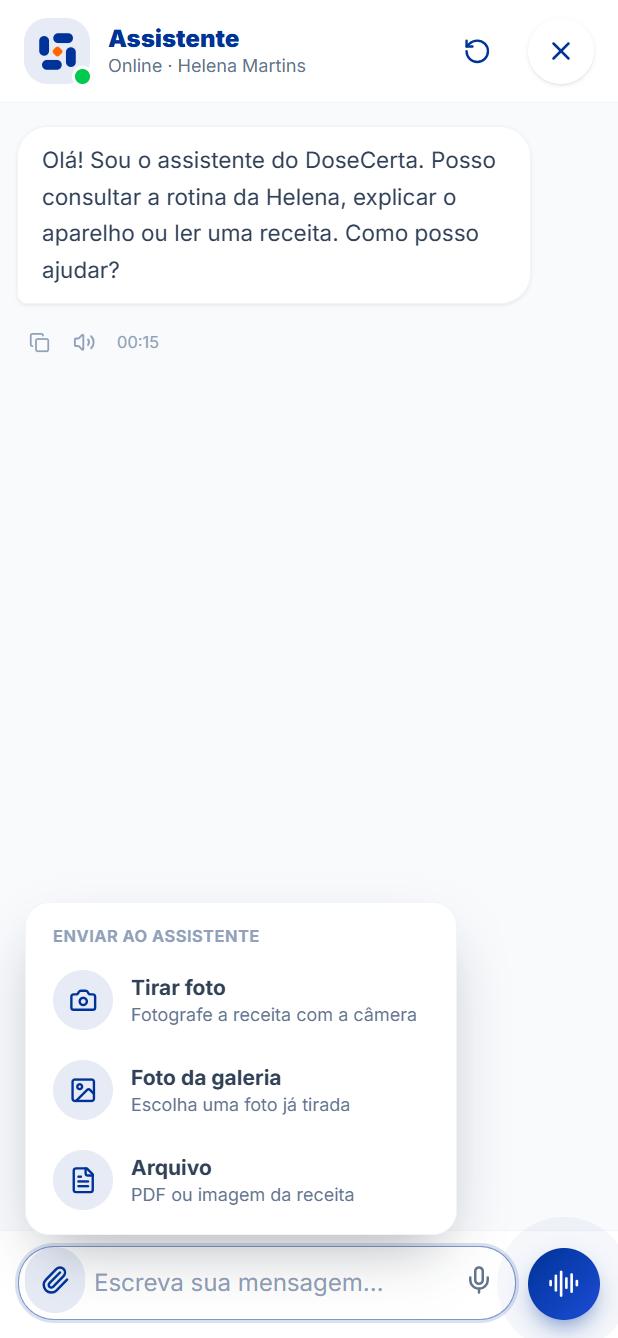 Assistente
Online · Helena Martins
Olá! Sou o assistente do DoseCerta. Posso
consultar a rotina da Helena, explicar o
aparelho ou ler uma receita. Como posso
ajudar?
00:15
ENVIAR AO ASSISTENTE
Tirar foto
Fotografe a receita com a câmera
Foto da galeria
Escolha uma foto já tirada
Arquivo
PDF ou imagem da receita
Escreva sua mensagem...